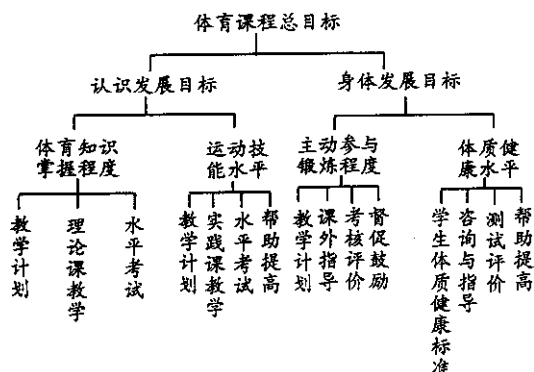 体育课程总目标
认识发展目标
身体发展目标
体育知识
掌握程度
运动技
能水平
主动参与
锻炼程度
体质健
康水平
教学计划
理论课教学
水平考试
教学计划
实践课教学
水平考试
帮助提高
教学计划
课外指导
考核评价
督促鼓励
学生体质健康标准
咨询与指导
测试评价
帮助提高